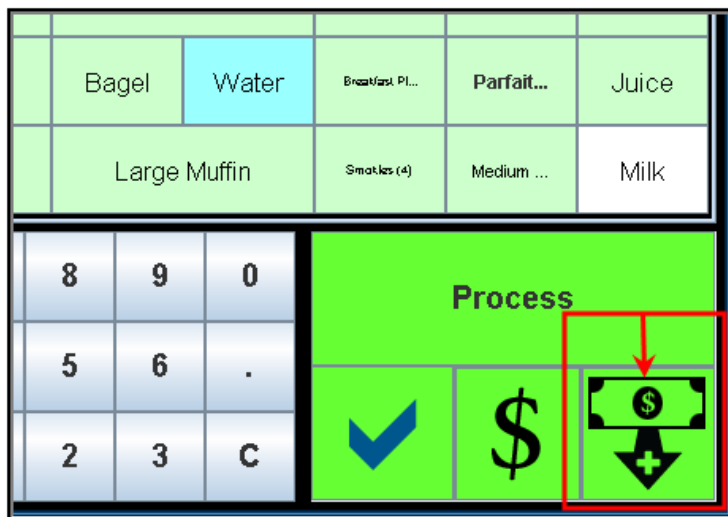 Bagel Water Breakfast Pl... Parfait... Juice
Large Muffin Smokies (4) Medium ... Milk
8 9 0
Process
5 6 .
$
$
2 3 C